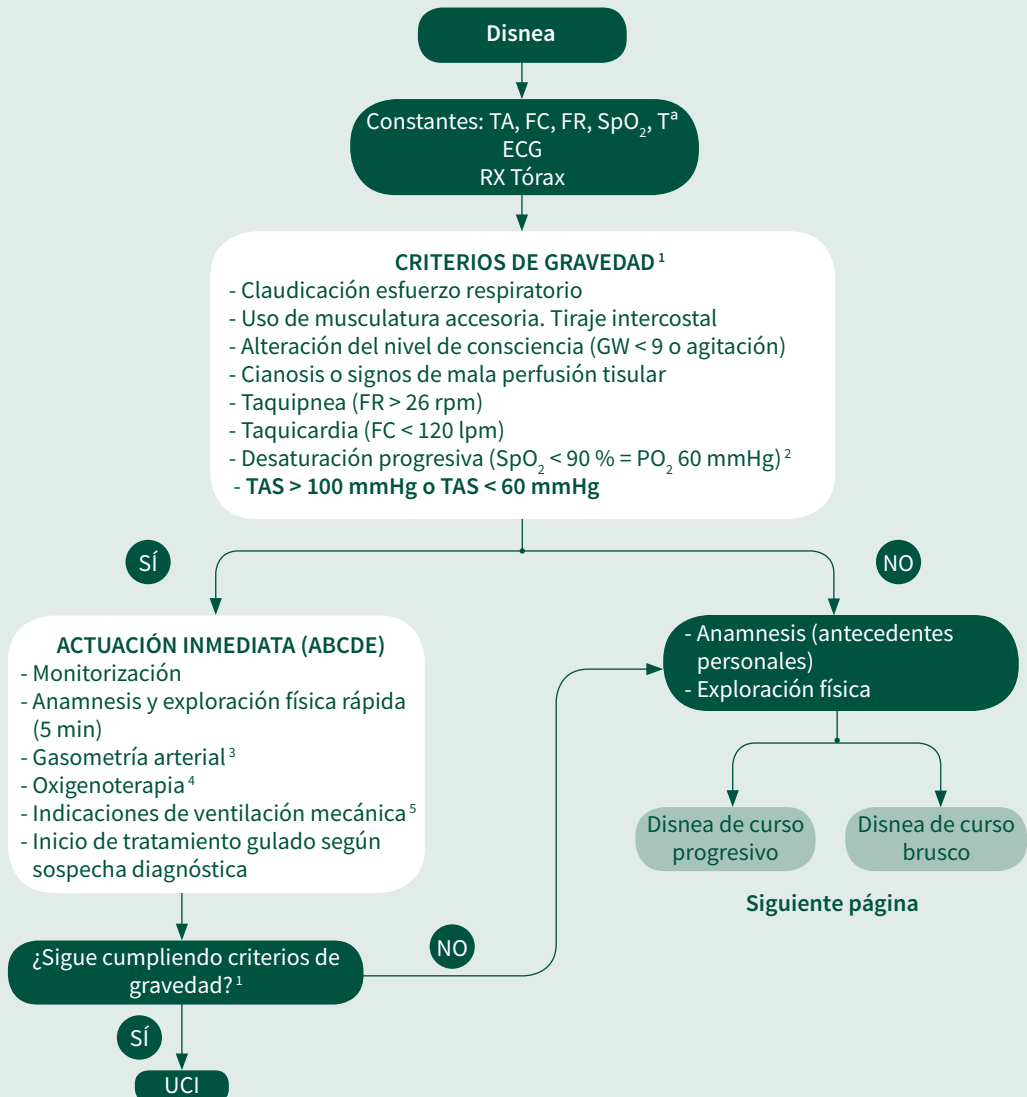 Disnea
Constantes: TA, FC, FR, SpO₂, Tª
ECG
RX Tórax
CRITERIOS DE GRAVEDAD ¹
- Claudicación esfuerzo respiratorio
- Uso de musculatura accesoria. Tiraje intercostal
- Alteración del nivel de consciencia (GW < 9 o agitación)
- Cianosis o signos de mala perfusión tisular
- Taquipnea (FR > 26 rpm)
- Taquicardia (FC < 120 lpm)
- Desaturación progresiva (SpO₂ < 90 % = PO₂ 60 mmHg) ²
- TAS > 100 mmHg o TAS < 60 mmHg
SÍ
NO
ACTUACIÓN INMEDIATA (ABCDE)
- Monitorización
- Anamnesis y exploración física rápida
(5 min)
- Gasometría arterial ³
- Oxigenoterapia ⁴
- Indicaciones de ventilación mecánica ⁵
- Inicio de tratamiento gulado según
sospecha diagnóstica
- Anamnesis (antecedentes
personales)
- Exploración física
Disnea de curso
progresivo
Disnea de curso
brusco
Siguiente página
¿Sigue cumpliendo criterios de
gravedad? ¹
NO
SÍ
UCI